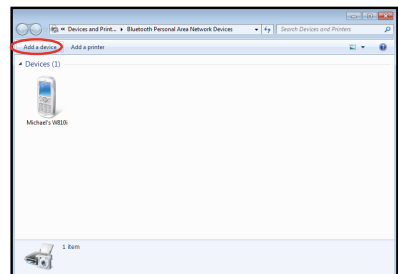 « Devices and Print... ▸ Bluetooth Personal Area Network Devices
Search Devices and Printers
Add a device Add a printer
Devices (1)
Michael's W810i
1 item